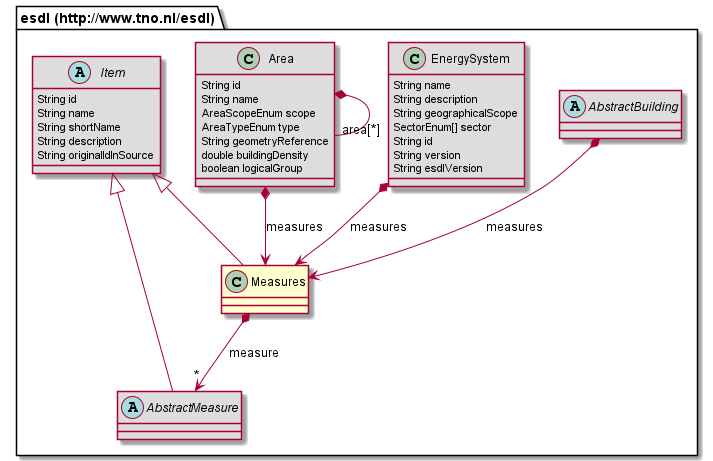 esdl (http://www.tno.nl/esdl)
A Item
String id
String name
String shortName
String description
String originalIdInSource
C Area
String id
String name
AreaScopeEnum scope
AreaTypeEnum type
String geometryReference
double buildingDensity
boolean logicalGroup
area[*]
C EnergySystem
String name
String description
String geographicalScope
SectorEnum[] sector
String id
String version
String esdlVersion
A AbstractBuilding
measures
measures
measures
C Measures
measure
*
A AbstractMeasure